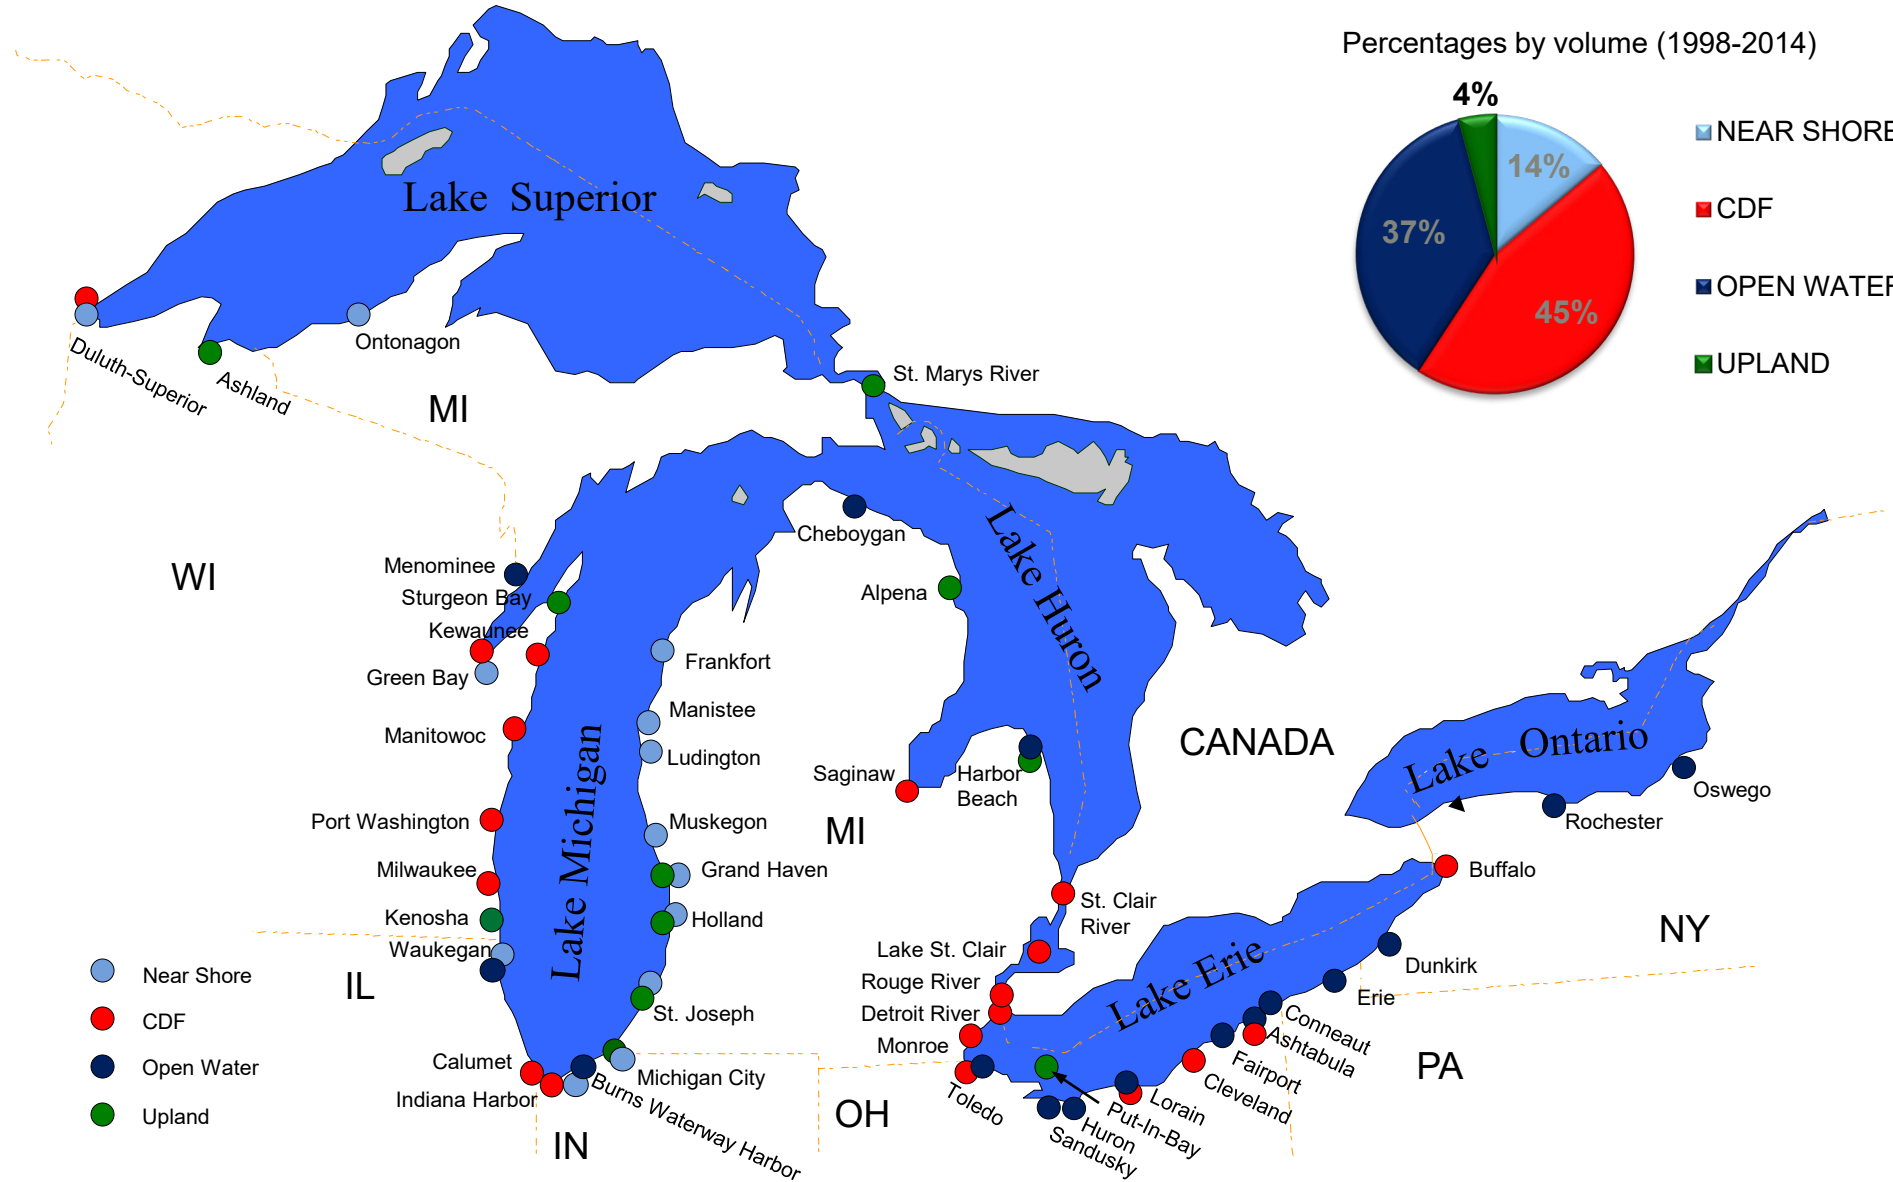 Percentages by volume (1998-2014)
4%
14%
37%
45%
NEAR SHORE
CDF
OPEN WATER
UPLAND
Lake Superior
Duluth-Superior
Ashland
Ontonagon
MI
St. Marys River
WI
Cheboygan
Lake Huron
Menominee
Sturgeon Bay
Kewaunee
Green Bay
Alpena
Frankfort
Manistee
Manitowoc
Ludington
Lake Michigan
CANADA
Lake Ontario
Saginaw
Harbor
Beach
Oswego
Rochester
Port Washington
Muskegon
MI
Milwaukee
Grand Haven
Buffalo
Kenosha
Holland
St. Clair
River
NY
Waukegan
Lake St. Clair
Lake Erie
Dunkirk
IL
Rouge River
Erie
St. Joseph
Detroit River
Conneaut
Monroe
Ashtabula
Fairport
PA
Calumet
Michigan City
Cleveland
Indiana Harbor
Burns Waterway Harbor
Toledo
Lorain
Put-In-Bay
Huron
Sandusky
OH
IN
Near Shore
CDF
Open Water
Upland